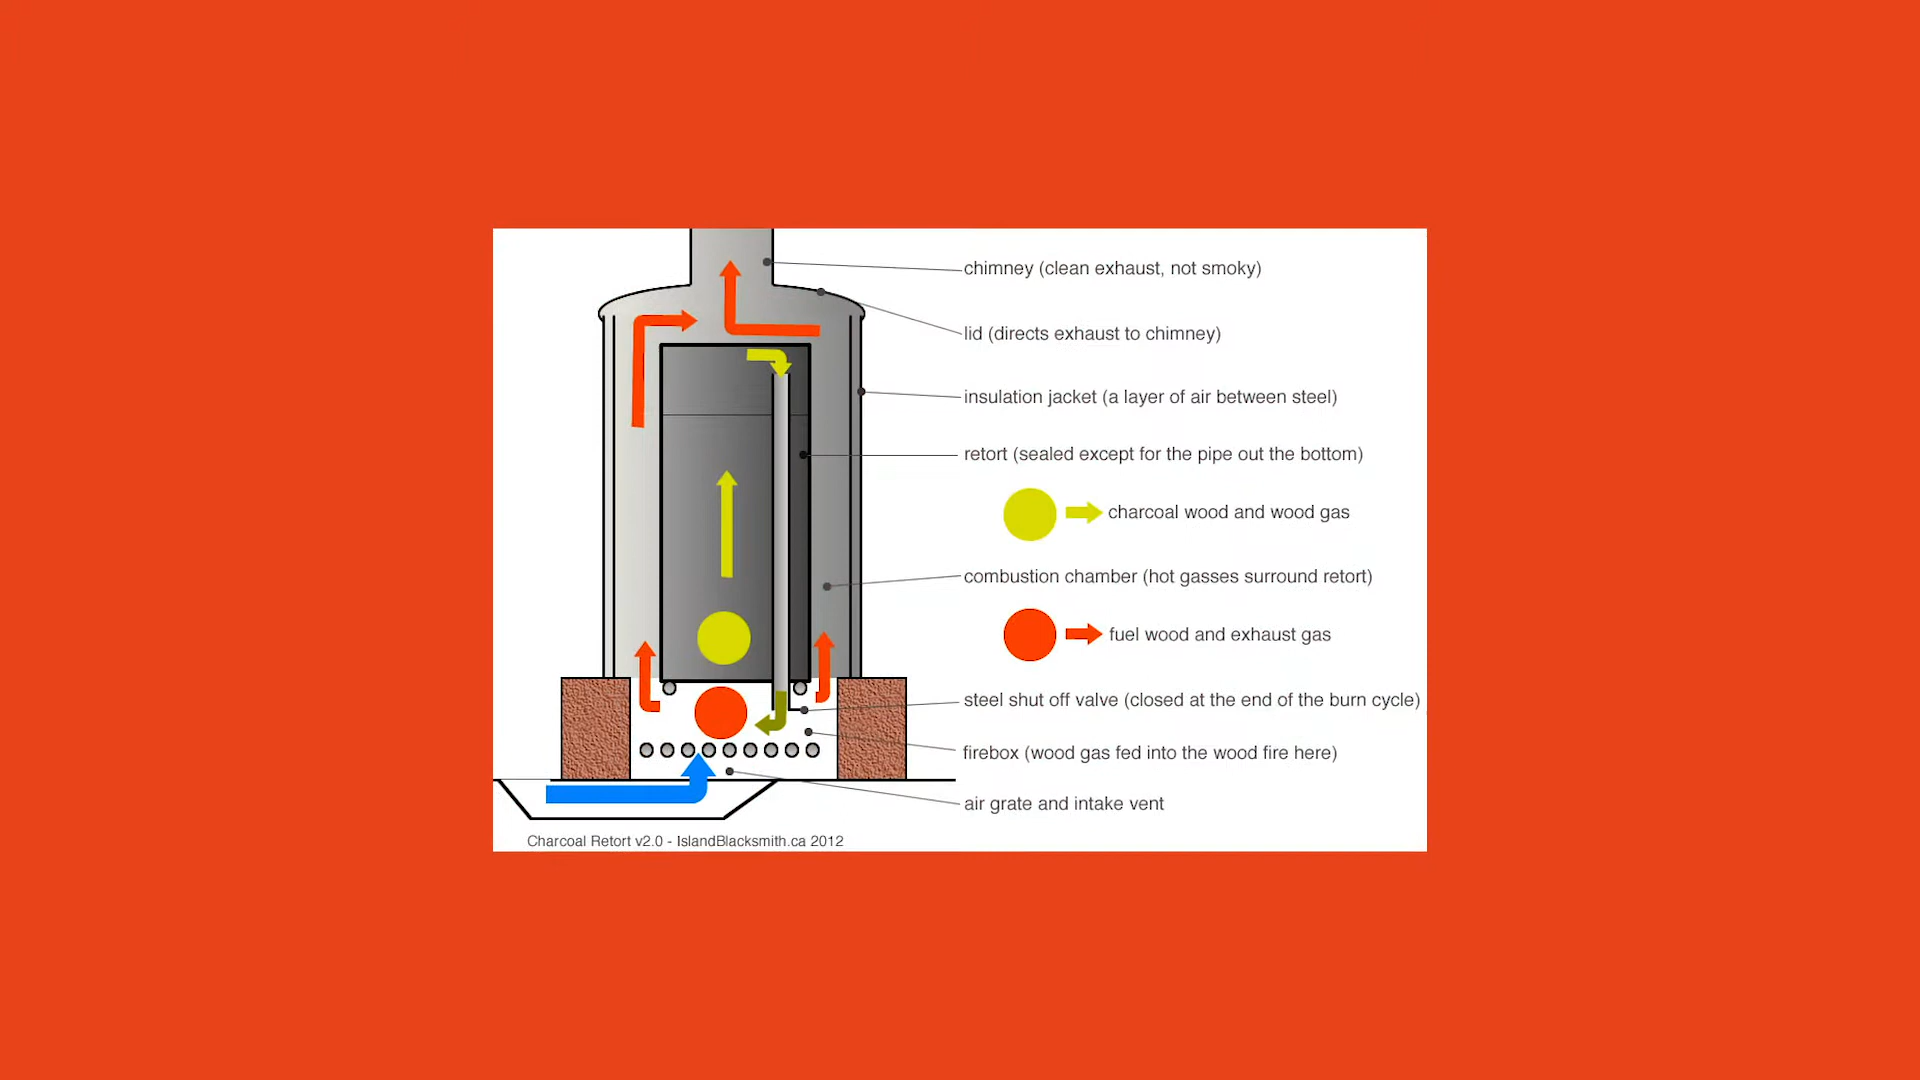 chimney (clean exhaust, not smoky)
lid (directs exhaust to chimney)
insulation jacket (a layer of air between steel)
retort (sealed except for the pipe out the bottom)
charcoal wood and wood gas
combustion chamber (hot gasses surround retort)
fuel wood and exhaust gas
steel shut off valve (closed at the end of the burn cycle)
firebox (wood gas fed into the wood fire here)
air grate and intake vent
Charcoal Retort v2.0 - IslandBlacksmith.ca 2012